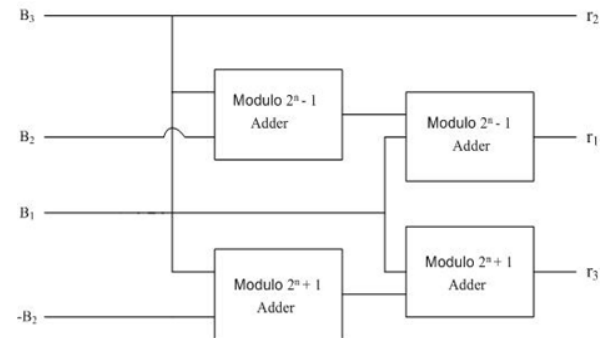 B₃ r₂
Modulo 2ⁿ - 1
Adder
Modulo 2ⁿ - 1
Adder
B₂ r₁
B₁
Modulo 2ⁿ + 1
Adder
Modulo 2ⁿ + 1
Adder
r₃
-B₂